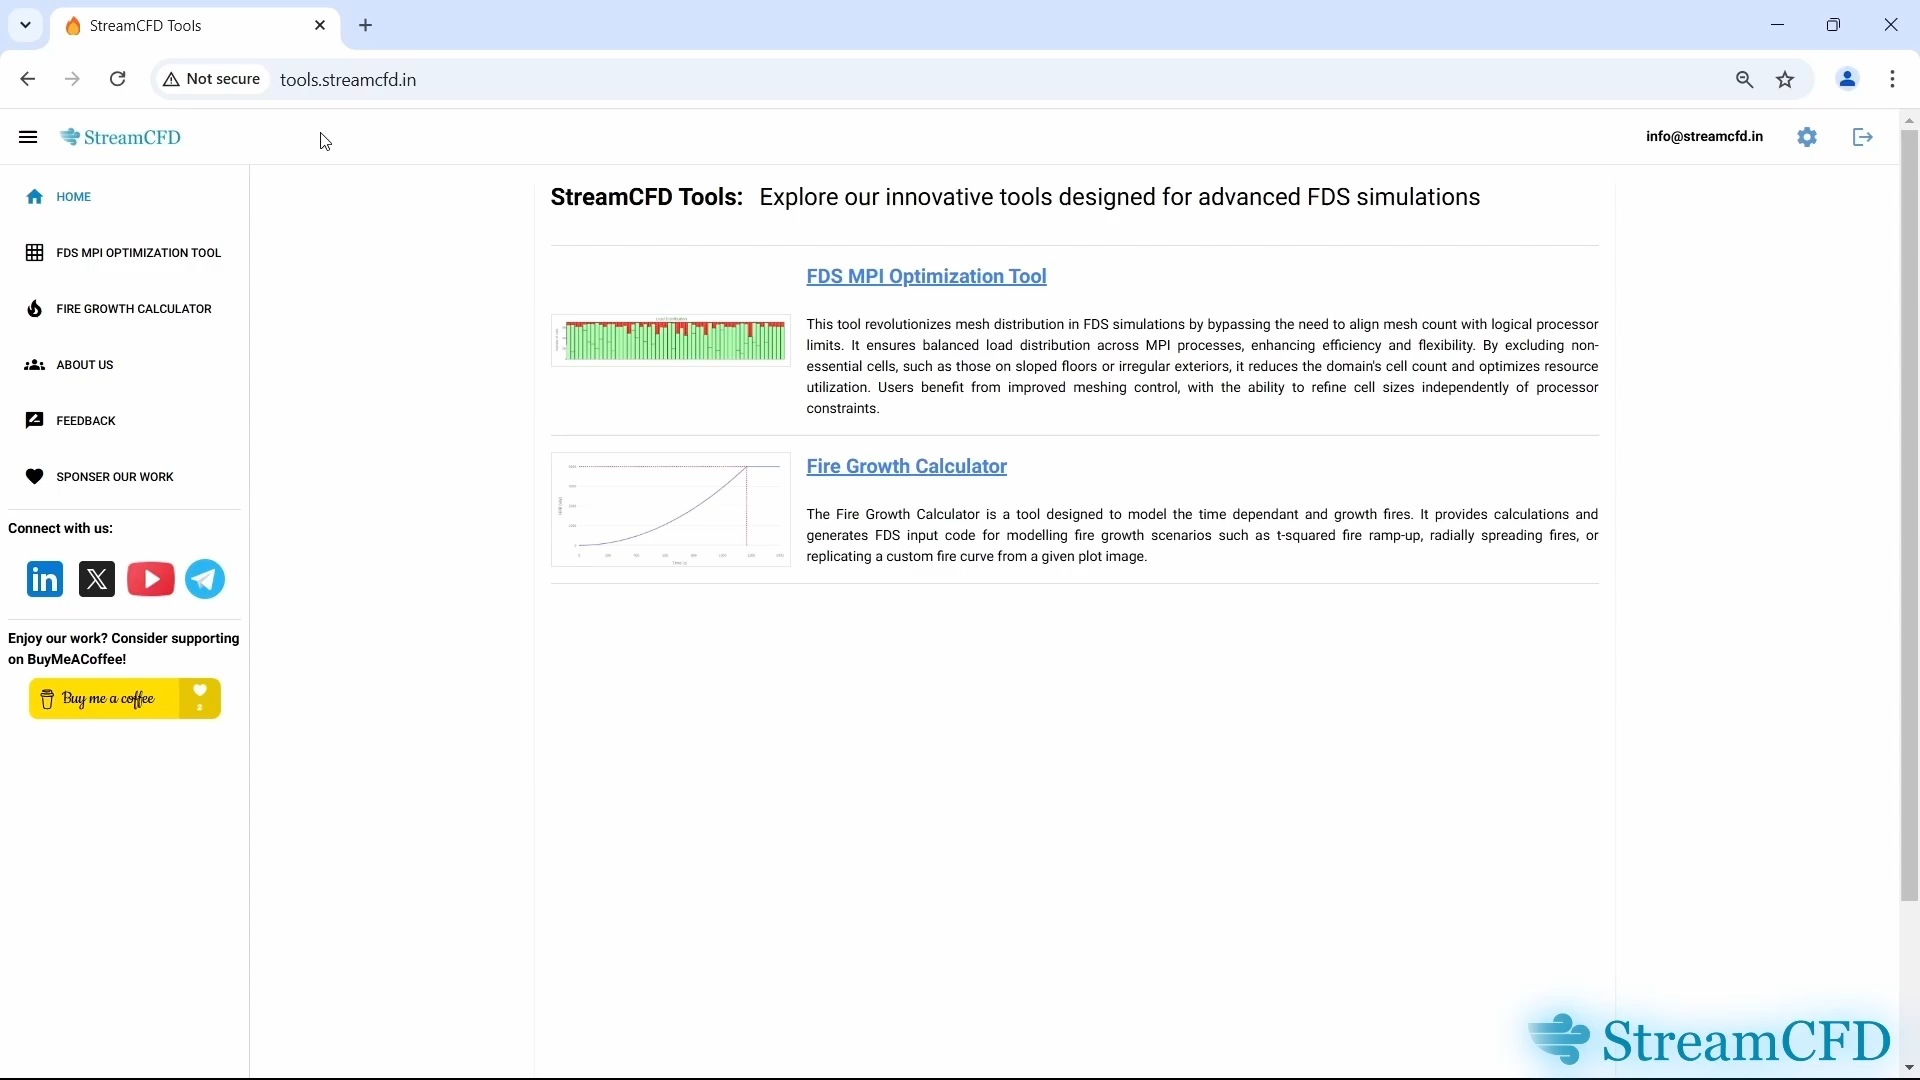 StreamCFD Tools
Not secure
tools.streamcfd.in
StreamCFD
info@streamcfd.in
HOME
FDS MPI OPTIMIZATION TOOL
FIRE GROWTH CALCULATOR
ABOUT US
FEEDBACK
SPONSER OUR WORK
Connect with us:
in
X
Enjoy our work? Consider supporting
on BuyMeACoffee!
Buy me a coffee
2
StreamCFD Tools: Explore our innovative tools designed for advanced FDS simulations
FDS MPI Optimization Tool
This tool revolutionizes mesh distribution in FDS simulations by bypassing the need to align mesh count with logical processor
limits. It ensures balanced load distribution across MPI processes, enhancing efficiency and flexibility. By excluding non-
essential cells, such as those on sloped floors or irregular exteriors, it reduces the domain's cell count and optimizes resource
utilization. Users benefit from improved meshing control, with the ability to refine cell sizes independently of processor
constraints.
Fire Growth Calculator
The Fire Growth Calculator is a tool designed to model the time dependant and growth fires. It provides calculations and
generates FDS input code for modelling fire growth scenarios such as t-squared fire ramp-up, radially spreading fires, or
replicating a custom fire curve from a given plot image.
StreamCFD